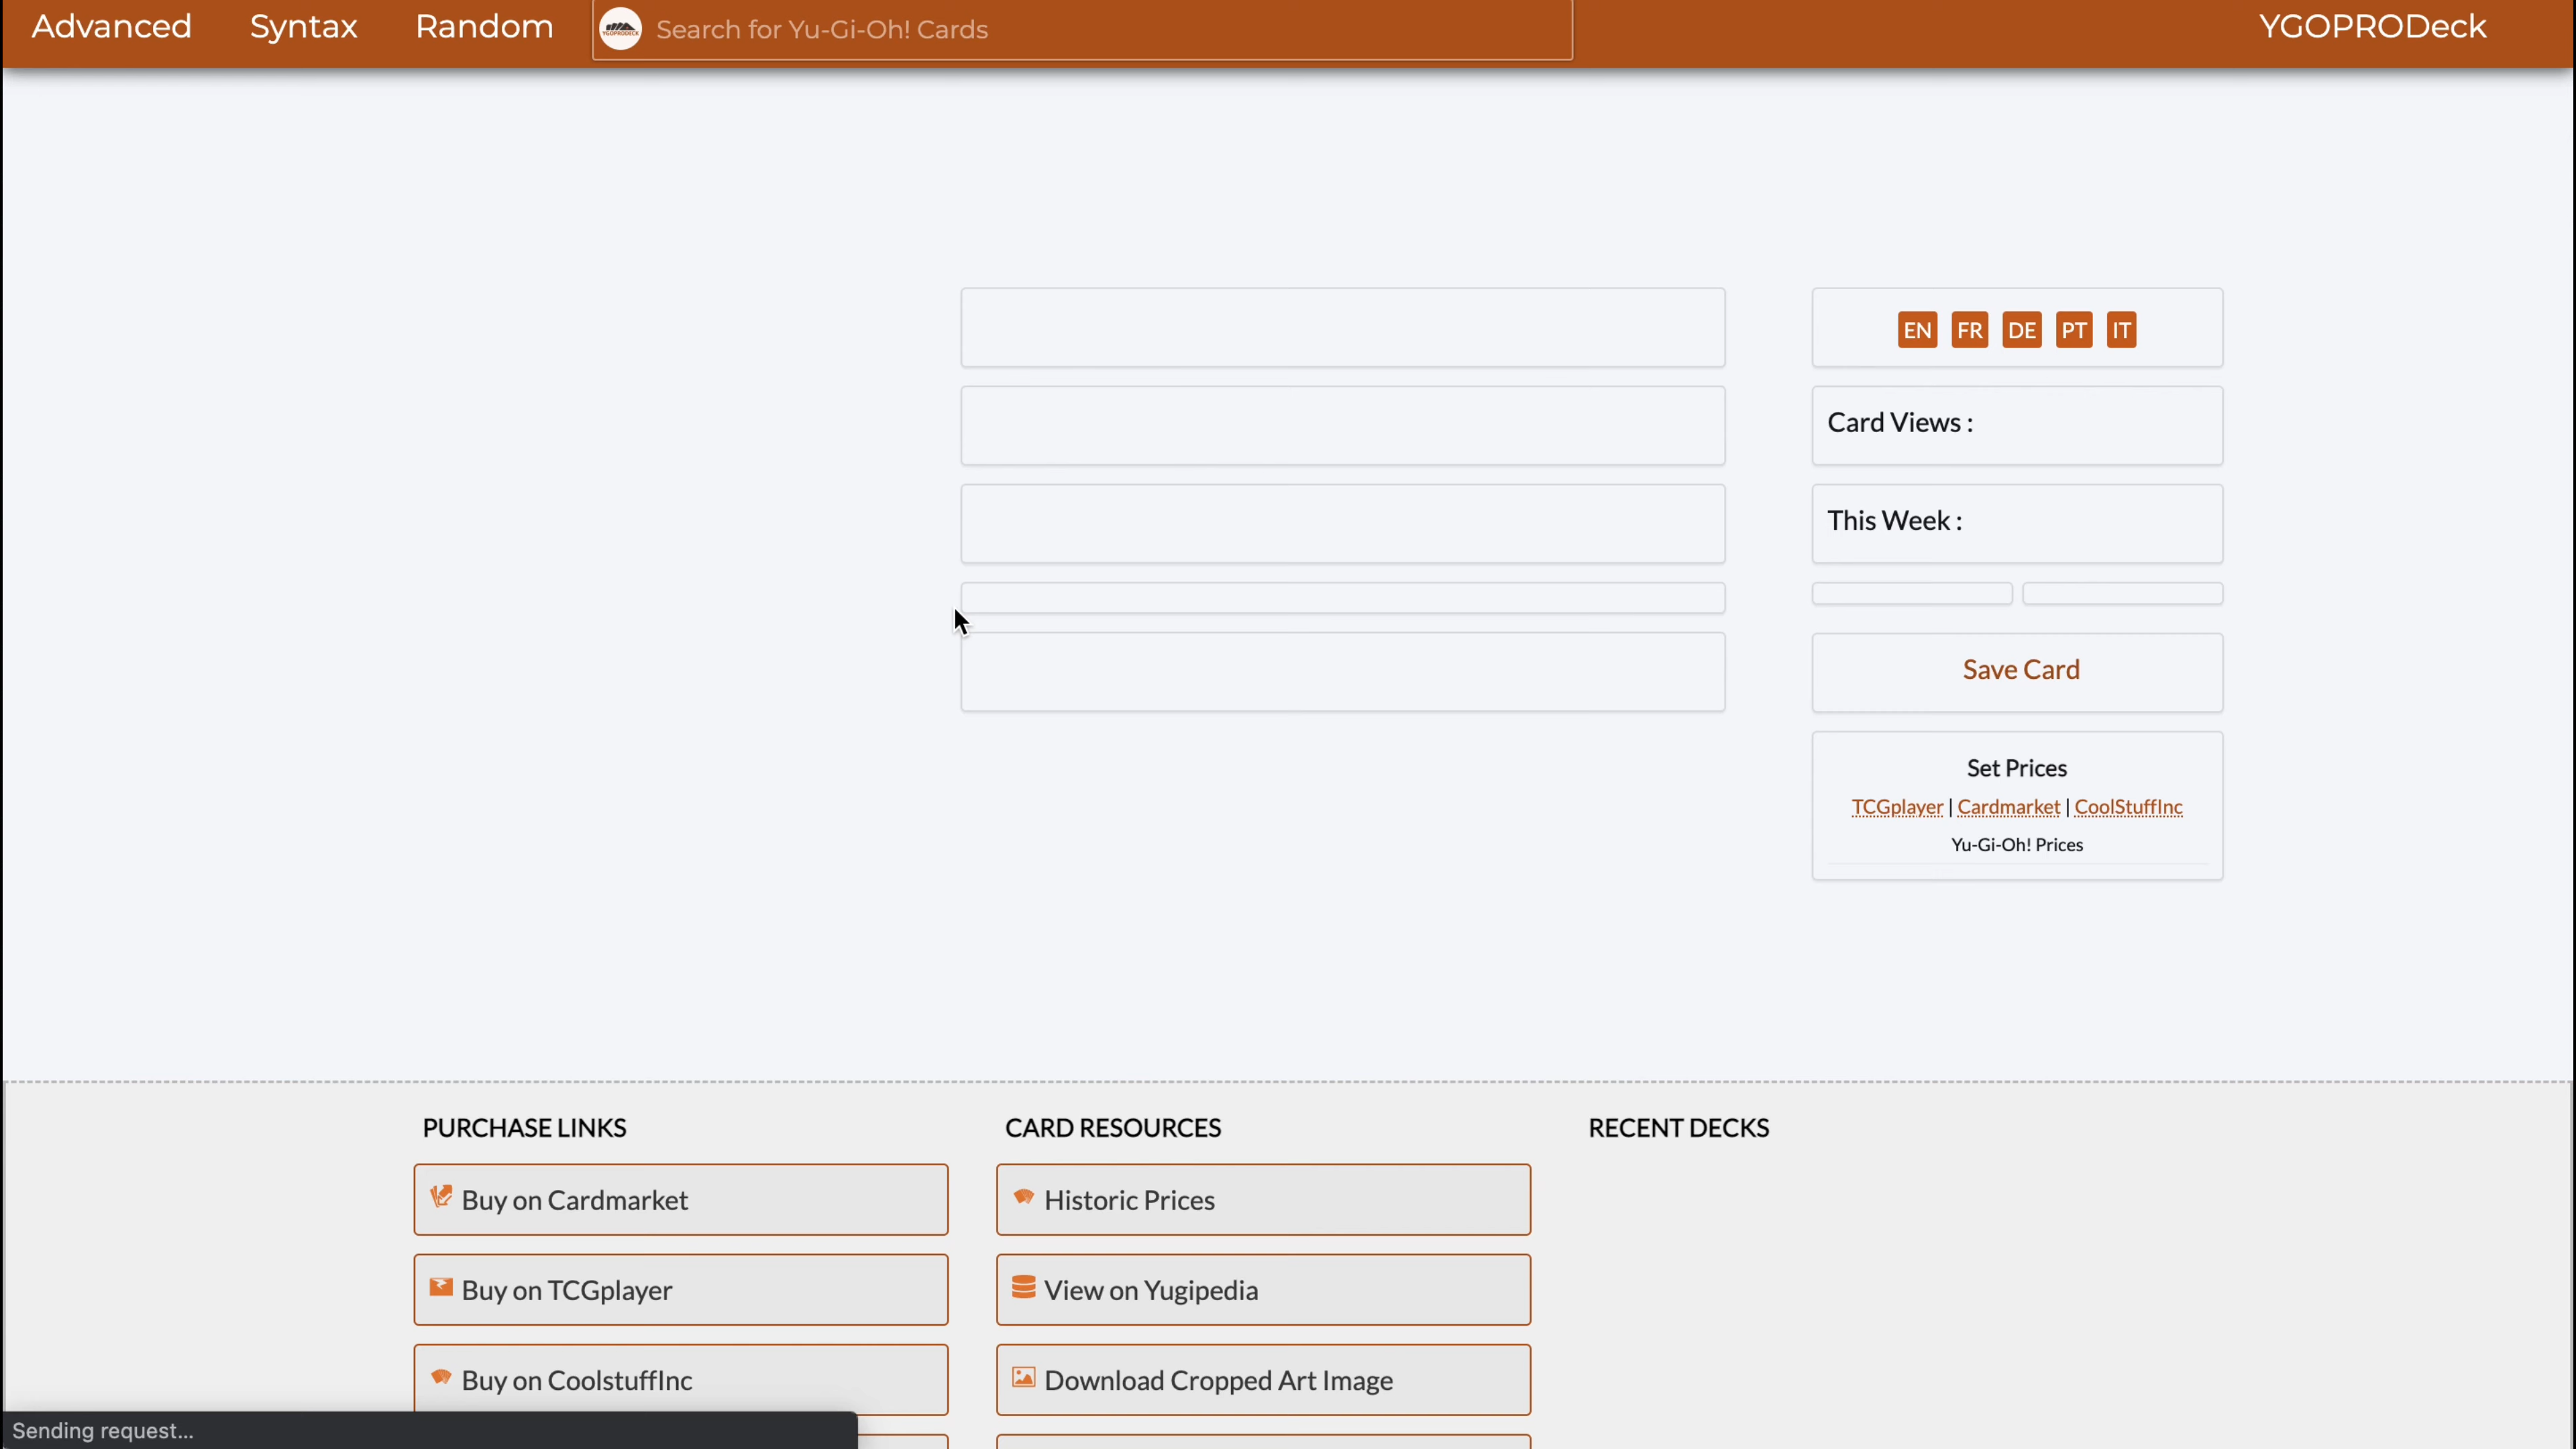 Advanced Syntax Random Search for Yu-Gi-Oh! Cards YGOPRODeck
YGOPRODECK
EN FR DE PT IT
Card Views :
This Week :
Save Card
Set Prices
TCGplayer | Cardmarket | CoolStuffInc
Yu-Gi-Oh! Prices
PURCHASE LINKS
Buy on Cardmarket
Buy on TCGplayer
Buy on CoolstuffInc
CARD RESOURCES
Historic Prices
View on Yugipedia
Download Cropped Art Image
RECENT DECKS
Sending request...